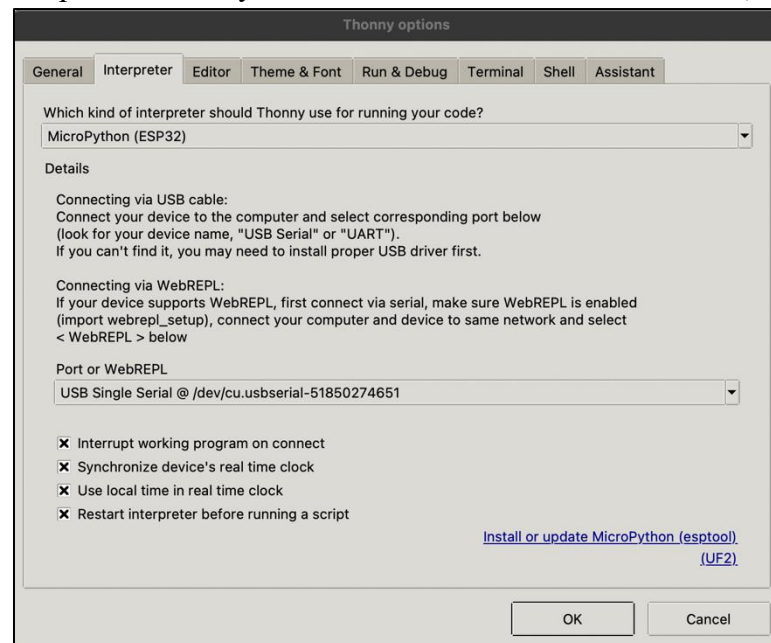 Thonny options
General Interpreter Editor Theme & Font Run & Debug Terminal Shell Assistant
Which kind of interpreter should Thonny use for running your code?
MicroPython (ESP32)
Details
Connecting via USB cable:
Connect your device to the computer and select corresponding port below
(look for your device name, "USB Serial" or "UART").
If you can't find it, you may need to install proper USB driver first.
Connecting via WebREPL:
If your device supports WebREPL, first connect via serial, make sure WebREPL is enabled
(import webrepl_setup), connect your computer and device to same network and select
< WebREPL > below
Port or WebREPL
USB Single Serial @ /dev/cu.usbserial-51850274651
Interrupt working program on connect
Synchronize device's real time clock
Use local time in real time clock
Restart interpreter before running a script
Install or update MicroPython (esptool)
(UF2)
OK Cancel